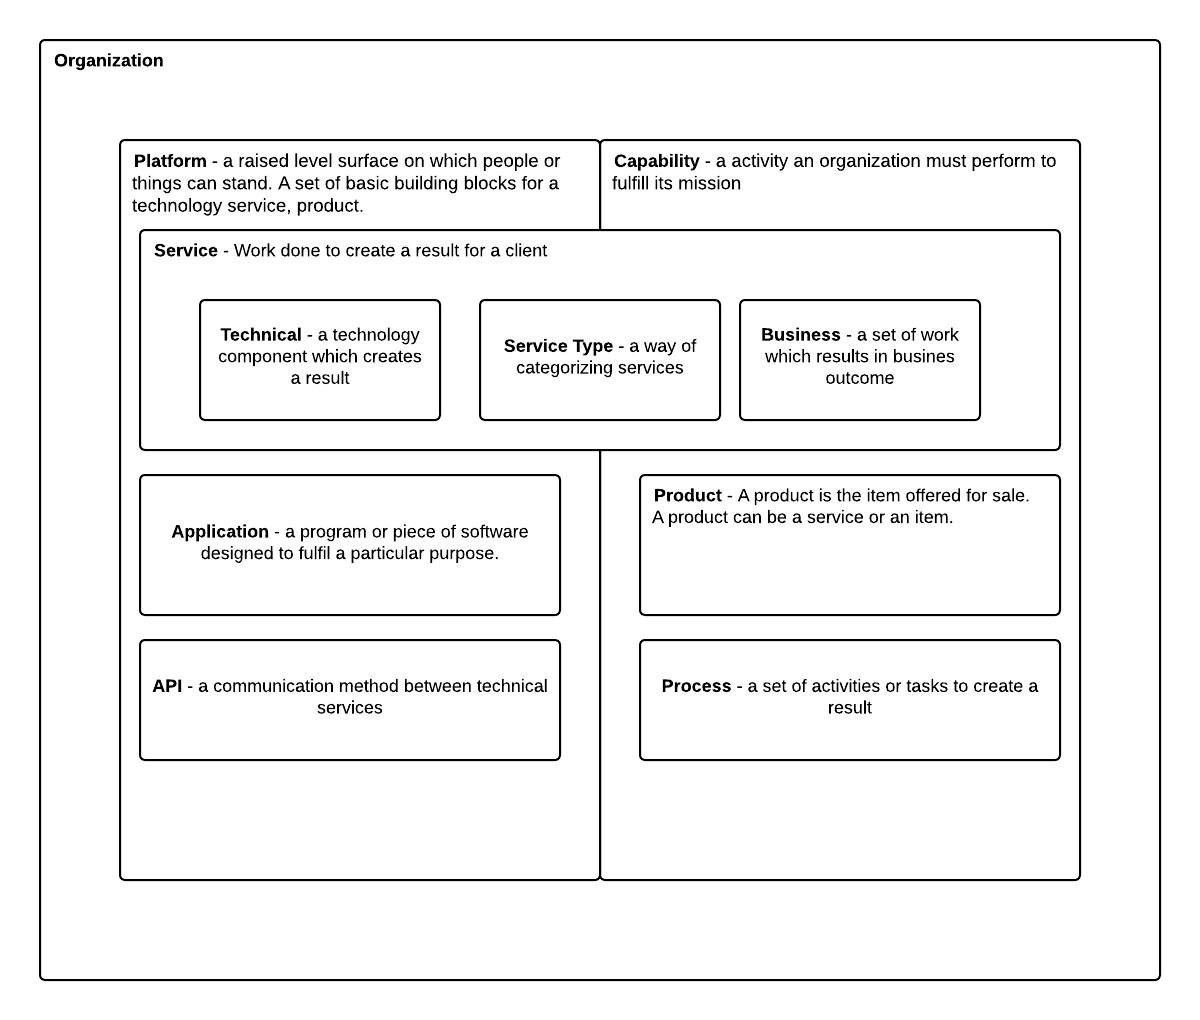 Organization
Platform - a raised level surface on which people or
things can stand. A set of basic building blocks for a
technology service, product.
Capability - a activity an organization must perform to
fulfill its mission
Service - Work done to create a result for a client
Technical - a technology
component which creates
a result
Service Type - a way of
categorizing services
Business - a set of work
which results in busines
outcome
Application - a program or piece of software
designed to fulfil a particular purpose.
Product - A product is the item offered for sale.
A product can be a service or an item.
API - a communication method between technical
services
Process - a set of activities or tasks to create a
result